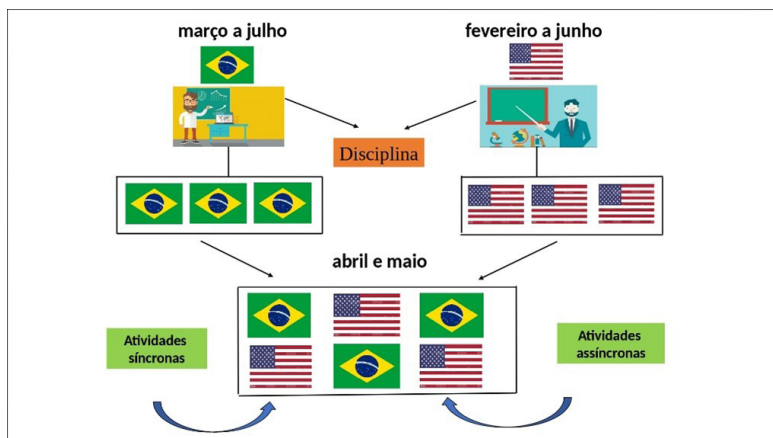 março a julho
fevereiro a junho
Disciplina
abril e maio
Atividades
síncronas
Atividades
assíncronas